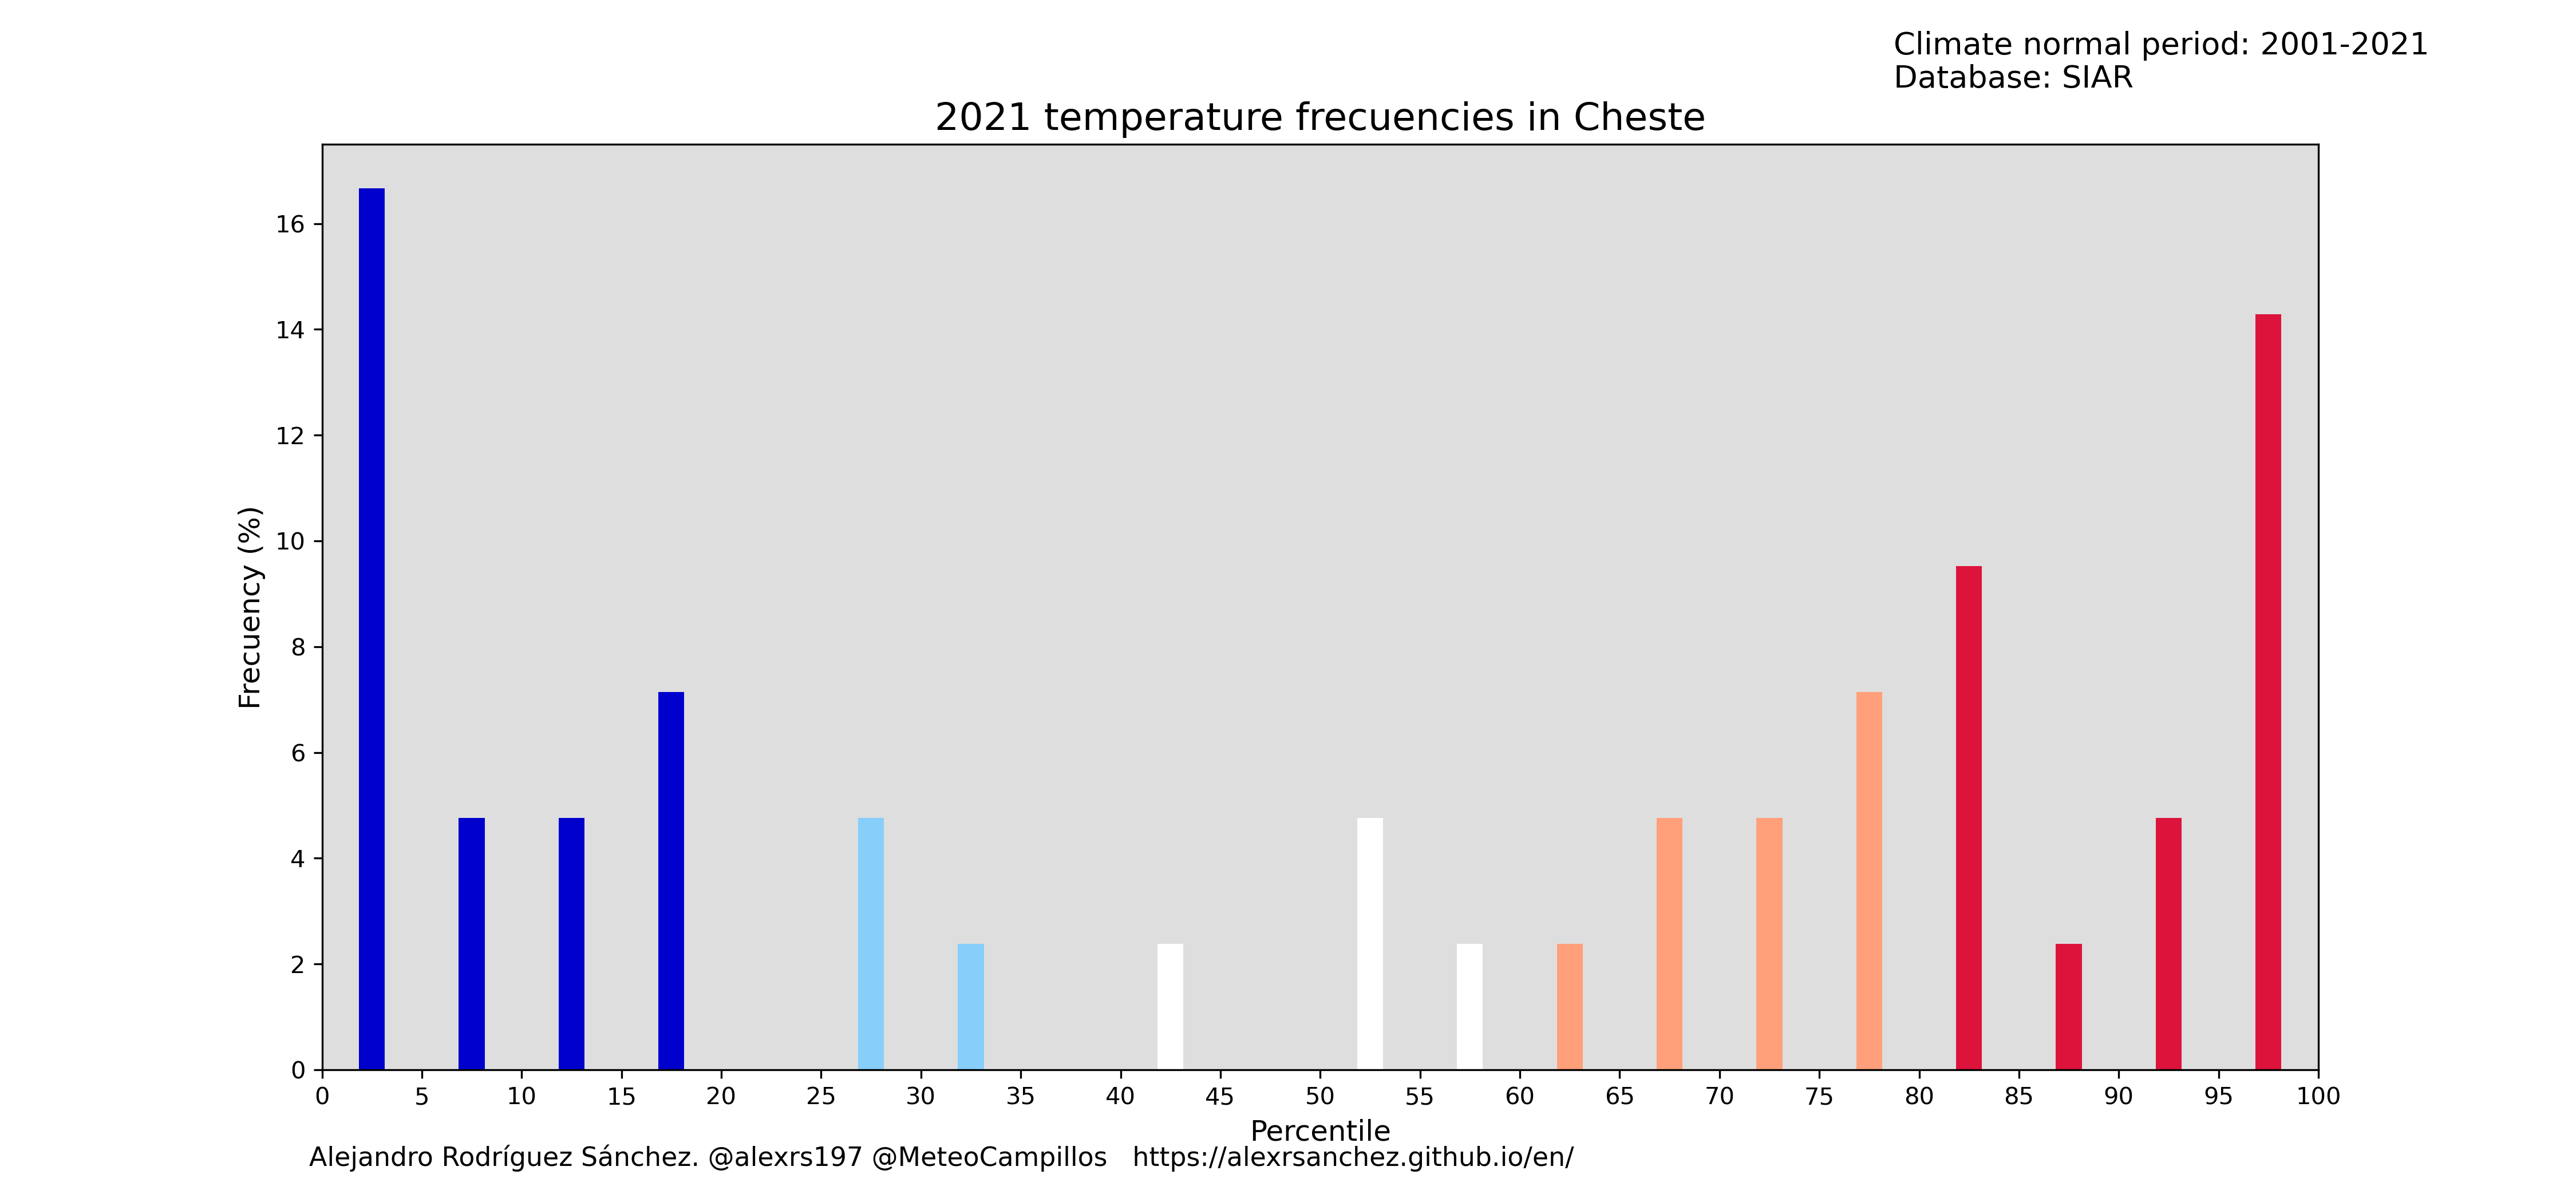 Climate normal period: 2001-2021
Database: SIAR
2021 temperature frecuencies in Cheste
Frecuency (%)
16
14
12
10
8
6
4
2
0
0 5 10 15 20 25 30 35 40 45 50 55 60 65 70 75 80 85 90 95 100
Percentile
Alejandro Rodríguez Sánchez. @alexrs197 @MeteoCampillos https://alexrsanchez.github.io/en/